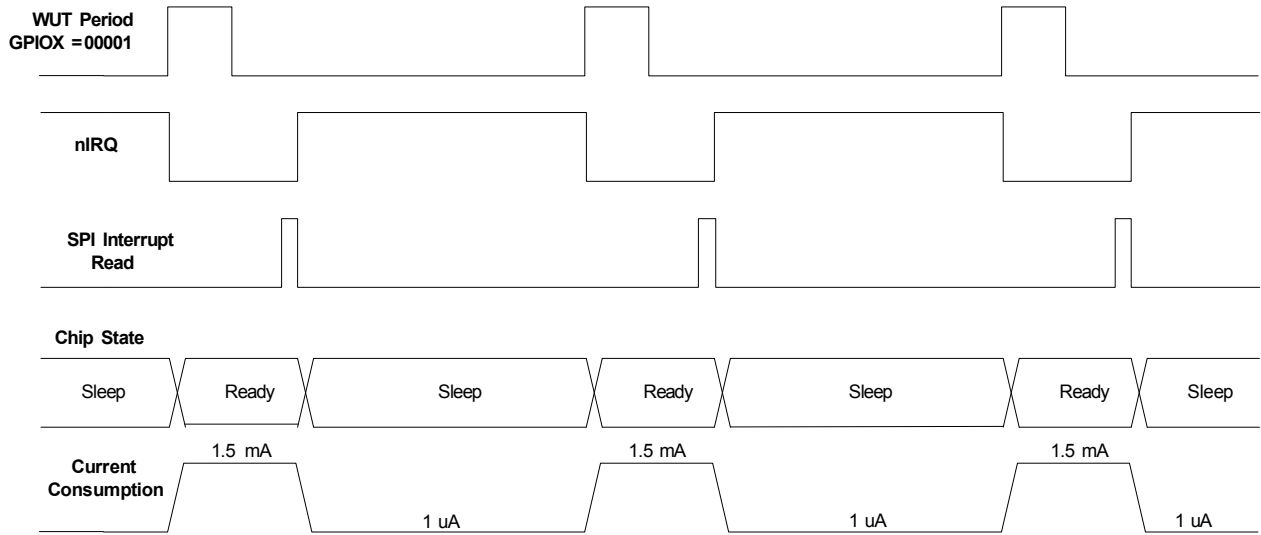 WUT Period
GPIOX =00001
nIRQ
SPI Interrupt
Read
Chip State
Sleep Ready Sleep Ready Sleep Ready Sleep
1.5 mA 1.5 mA 1.5 mA
Current
Consumption
1 uA 1 uA 1 uA